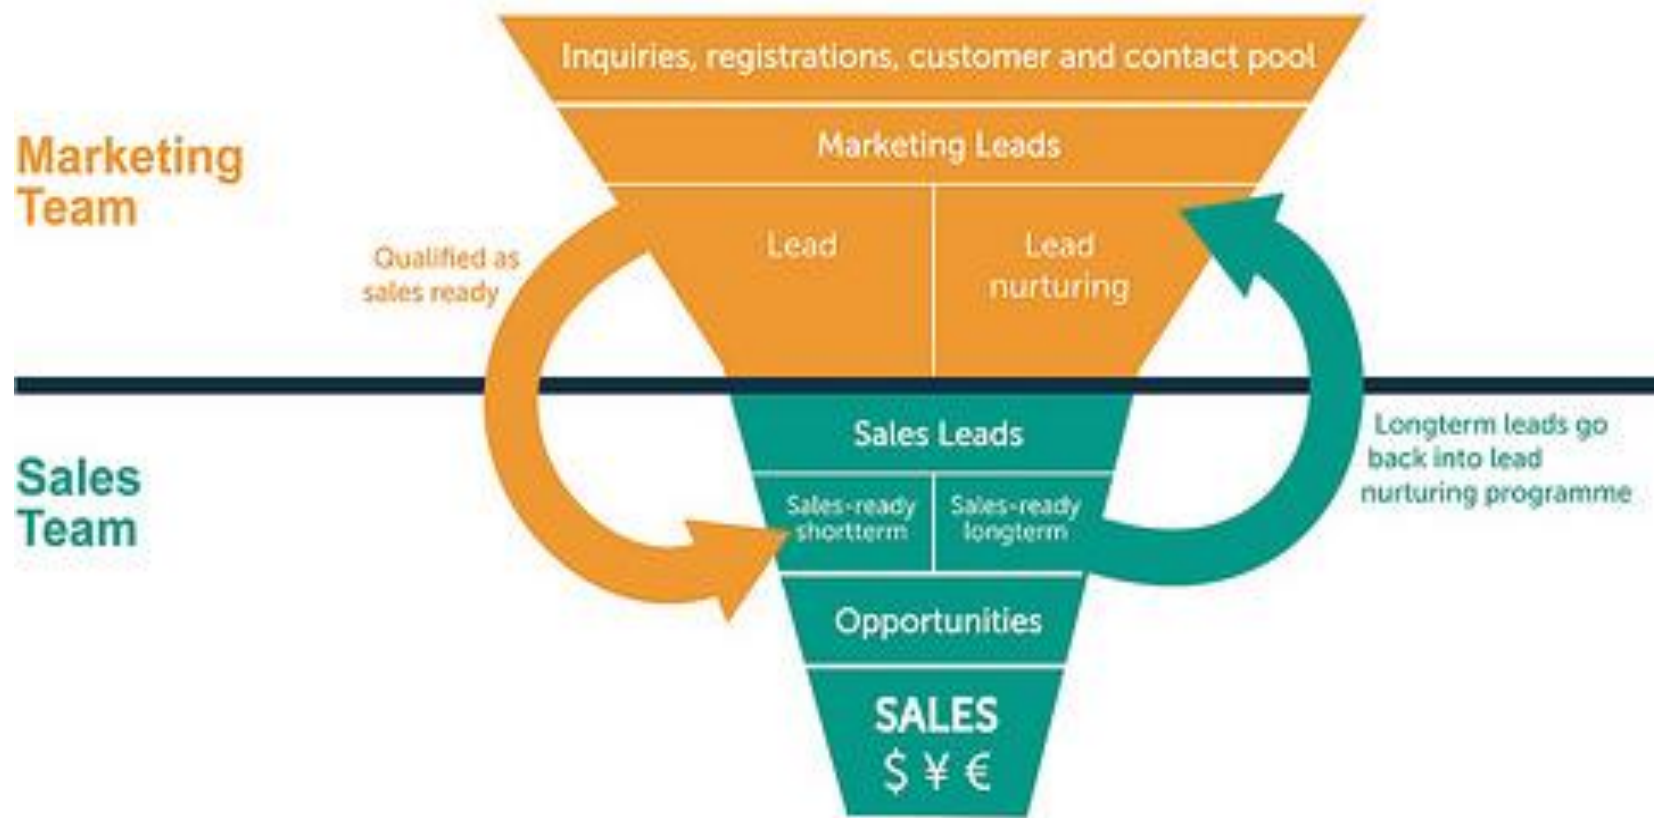 Inquiries, registrations, customer and contact pool
Marketing Leads
Marketing
Team
Qualified as
sales ready
Lead
Lead
nurturing
Sales Leads
Sales
Team
Sales-ready
shortterm
Sales-ready
longterm
Longterm leads go
back into lead
nurturing programme
Opportunities
SALES
$ ¥ €